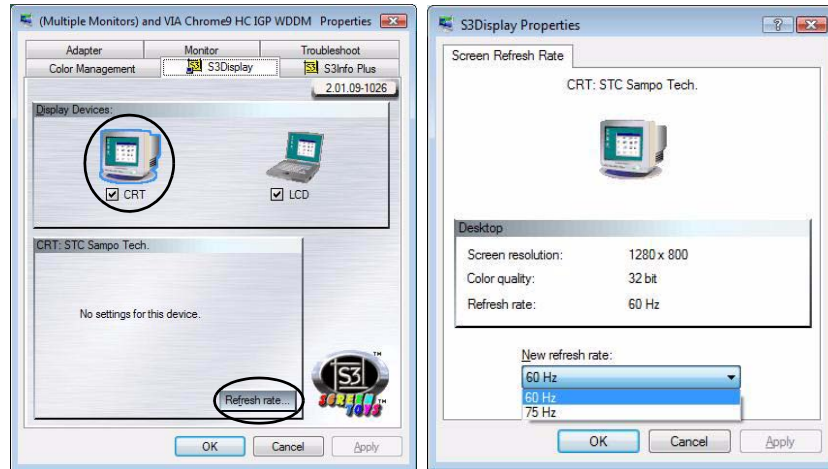 (Multiple Monitors) and VIA Chrome9 HC IGP WDDM Properties
Adapter
Monitor
Troubleshoot
Color Management
S3Display
S3Info Plus
2.01.09-1026
Display Devices:
CRT
LCD
CRT: STC Sampo Tech.
No settings for this device.
Refresh rate...
S3
TM
OK
Cancel
Apply
S3Display Properties
Screen Refresh Rate
CRT: STC Sampo Tech.
Desktop
Screen resolution: 1280 x 800
Color quality: 32 bit
Refresh rate: 60 Hz
New refresh rate:
60 Hz
60 Hz
75 Hz
OK
Cancel
Apply